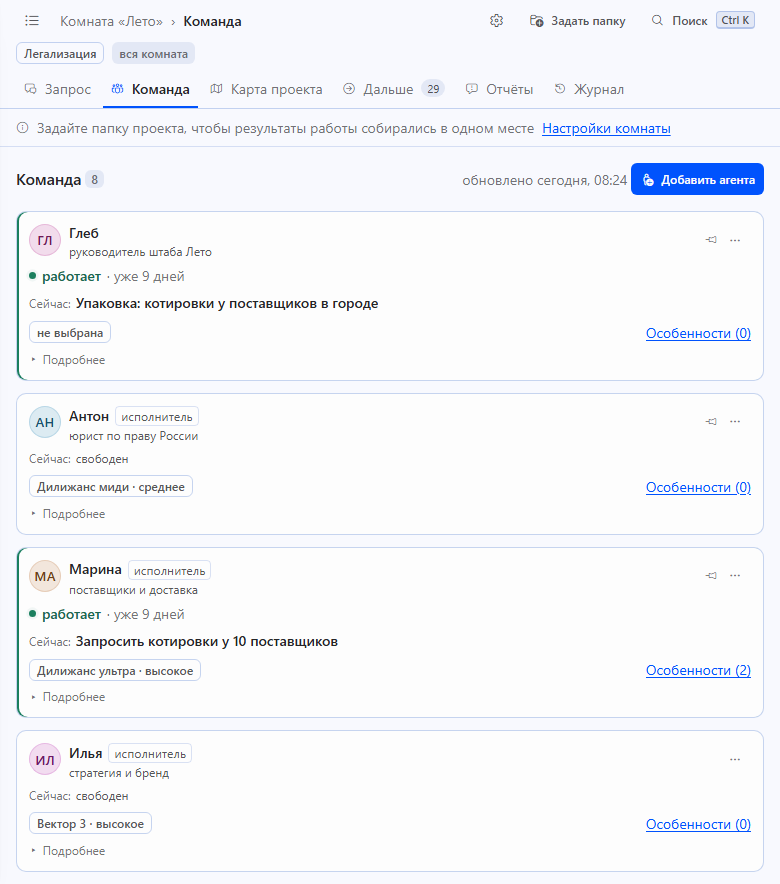 Комната «Лето» › Команда Задать папку Поиск Ctrl K
Легализация вся комната
Запрос Команда Карта проекта Дальше 29 Отчёты Журнал
Задайте папку проекта, чтобы результаты работы собирались в одном месте Настройки комнаты
Команда 8 обновлено сегодня, 08:24 Добавить агента
ГЛ Глеб
руководитель штаба Лето
работает · уже 9 дней
Сейчас: Упаковка: котировки у поставщиков в городе
не выбрана Особенности (0)
Подробнее
АН Антон исполнитель
юрист по праву России
Сейчас: свободен
Дилижанс миди · среднее Особенности (0)
Подробнее
МА Марина исполнитель
поставщики и доставка
работает · уже 9 дней
Сейчас: Запросить котировки у 10 поставщиков
Дилижанс ультра · высокое Особенности (2)
Подробнее
ИЛ Илья исполнитель
стратегия и бренд
Сейчас: свободен
Вектор 3 · высокое Особенности (0)
Подробнее